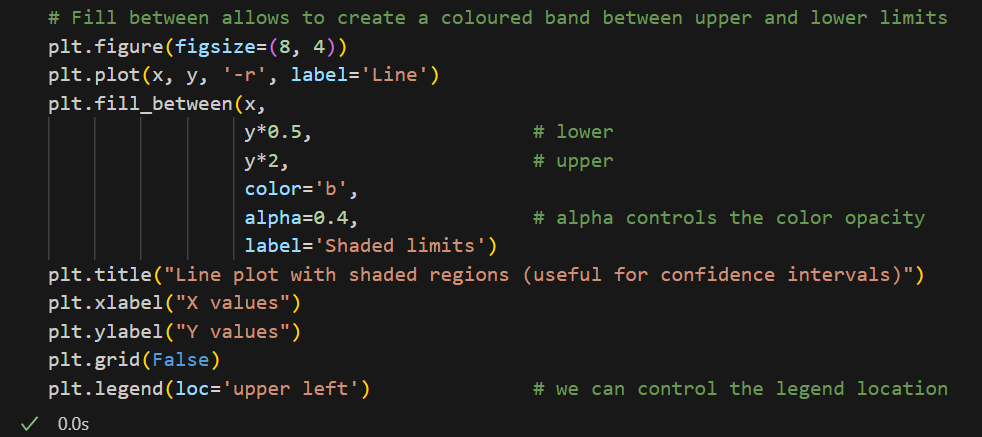 # Fill between allows to create a coloured band between upper and lower limits
plt.figure(figsize=(8, 4))
plt.plot(x, y, '-r', label='Line')
plt.fill_between(x,
                 y*0.5,                   # lower
                 y*2,                     # upper
                 color='b',
                 alpha=0.4,               # alpha controls the color opacity
                 label='Shaded limits')
plt.title("Line plot with shaded regions (useful for confidence intervals)")
plt.xlabel("X values")
plt.ylabel("Y values")
plt.grid(False)
plt.legend(loc='upper left')              # we can control the legend location
✓ 0.0s